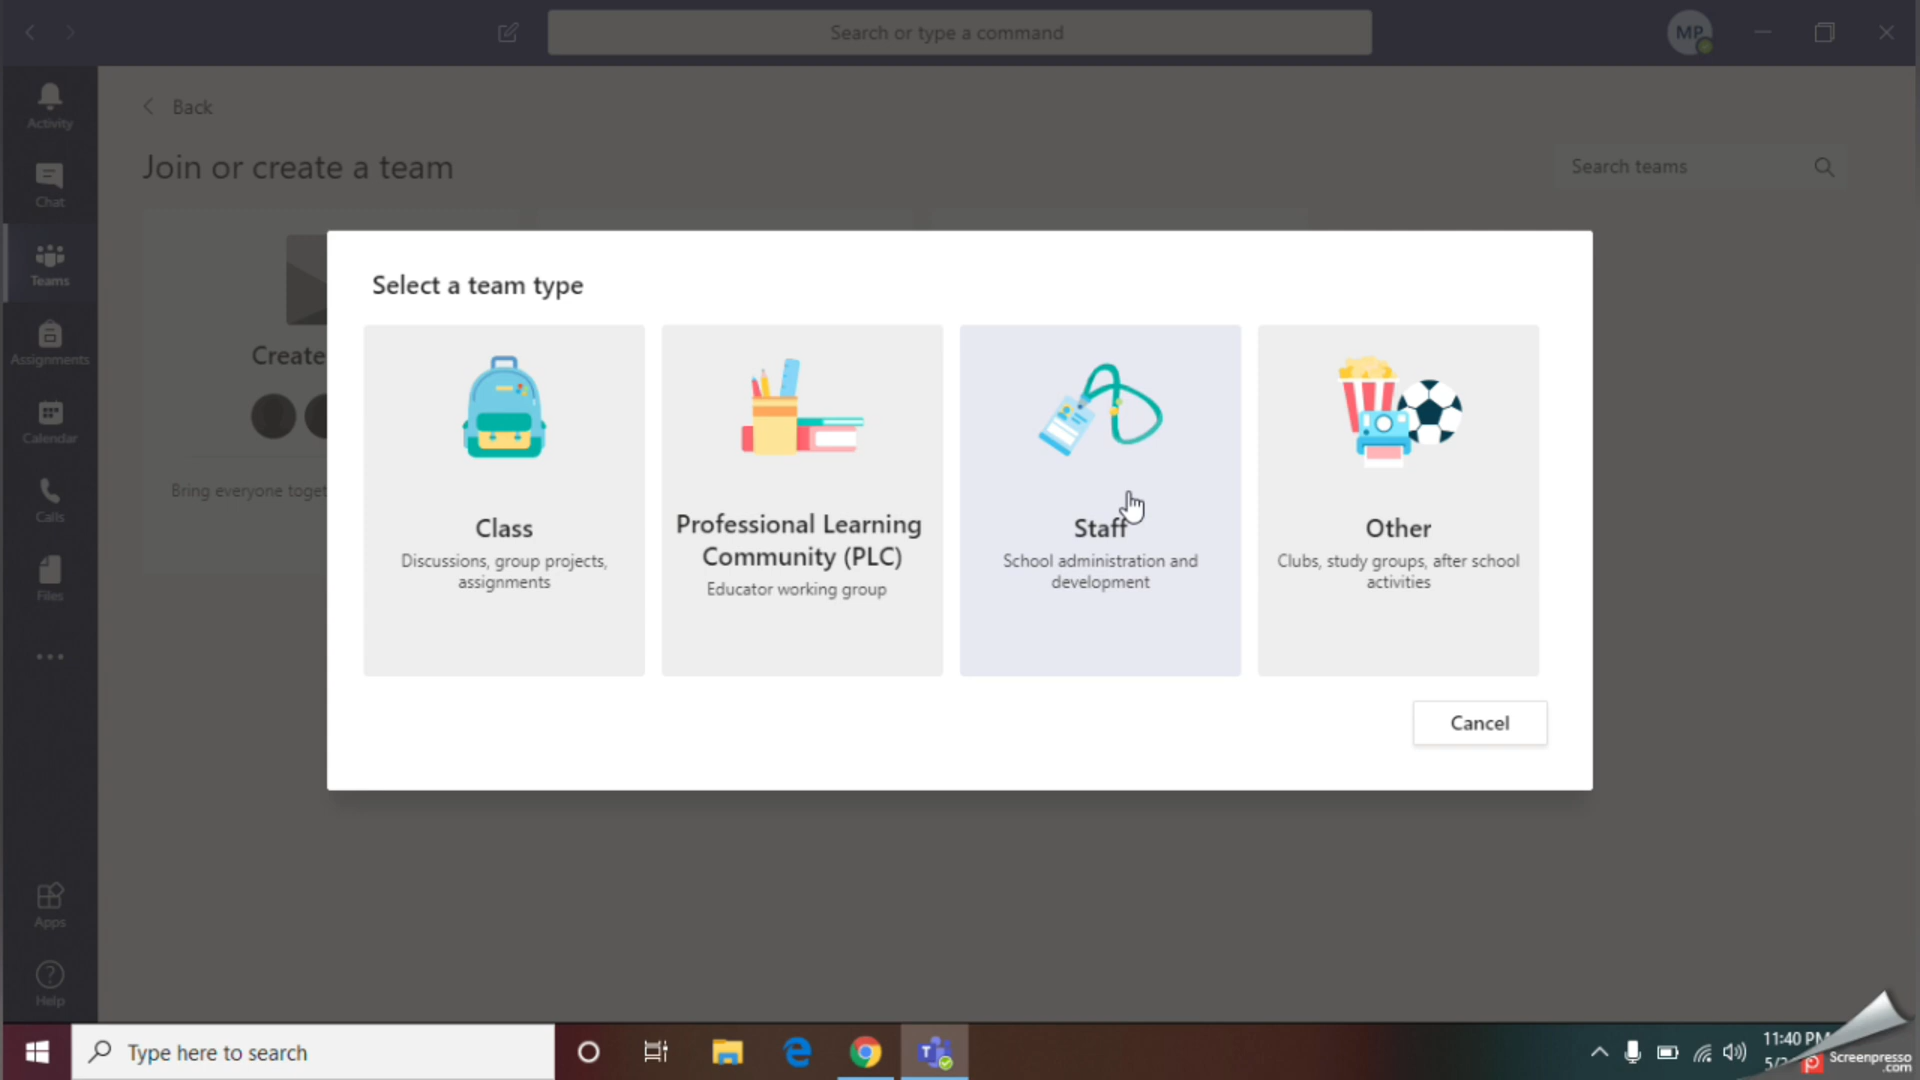 Search or type a command
MP
Activity
Back
Join or create a team
Search teams
Chat
Teams
Select a team type
Assignments
Create
Calendar
Bring everyone toget
Calls
Class
Discussions, group projects,
assignments
Professional Learning
Community (PLC)
Educator working group
Staff
School administration and
development
Other
Clubs, study groups, after school
activities
Files
Cancel
Apps
Help
Type here to search
11:40 PM
5/
Screenpresso
.com